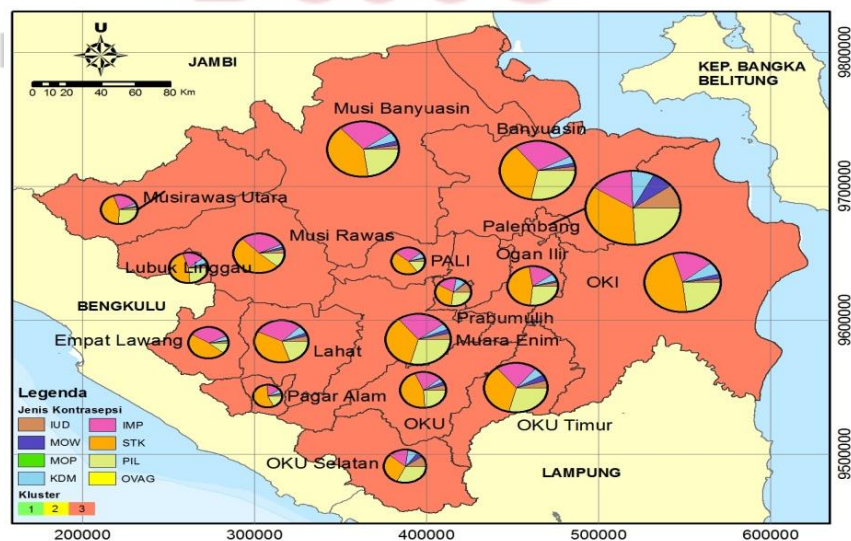 U
JAMBI
KEP. BANGKA
BELITUNG
0 10 20 40 60 80 Km
Musi Banyuasin
Banyuasin
Musirawas Utara
Palembang
Musi Rawas
PALI
Ogan Ilir
Lubuk Linggau
OKI
BENGKULU
Prabumulih
Empat Lawang
Lahat
Muara Enim
Pagar Alam
OKU
OKU Timur
OKU Selatan
LAMPUNG
Legenda
Jenis Kontrasepsi
IUD IMP
MOW STK
MOP PIL
KDM OVAG
Kluster
1 2 3
200000 300000 400000 500000 600000
9800000
9700000
9600000
9500000